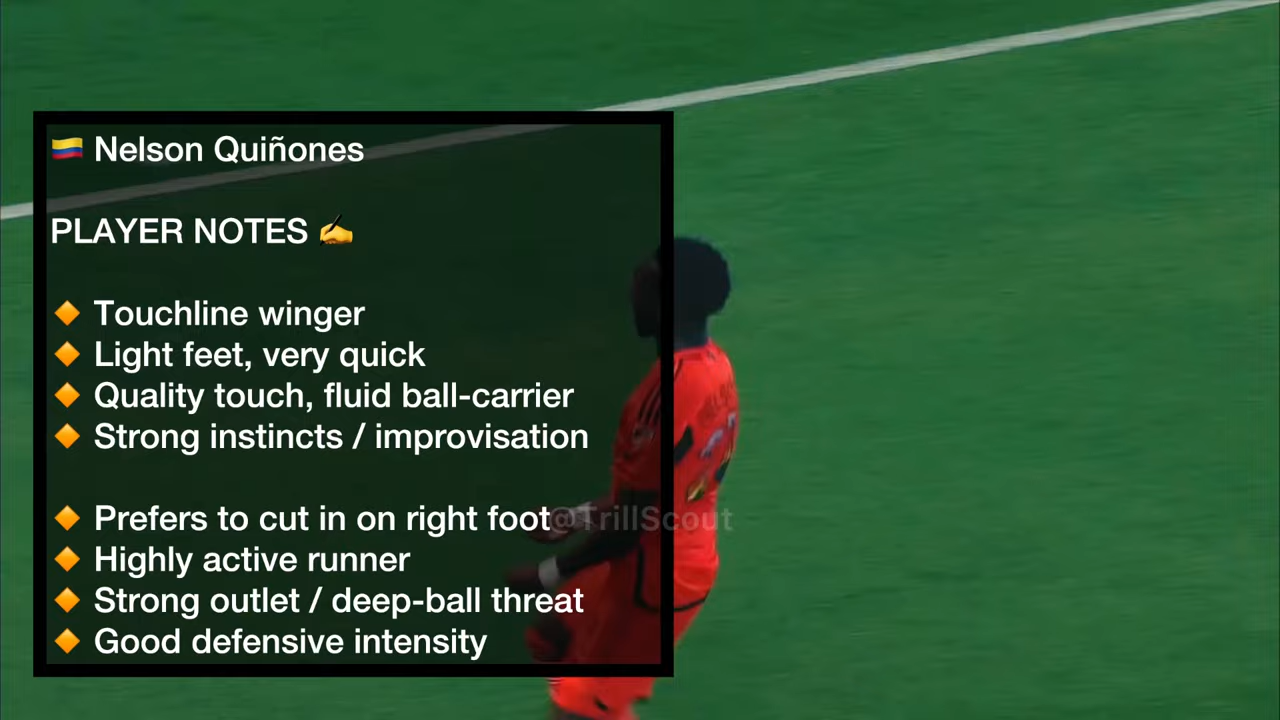 🇨🇴 Nelson Quiñones
PLAYER NOTES ✍️
🔸 Touchline winger
🔸 Light feet, very quick
🔸 Quality touch, fluid ball-carrier
🔸 Strong instincts / improvisation
🔸 Prefers to cut in on right foot
@TrillScout
🔸 Highly active runner
🔸 Strong outlet / deep-ball threat
🔸 Good defensive intensity